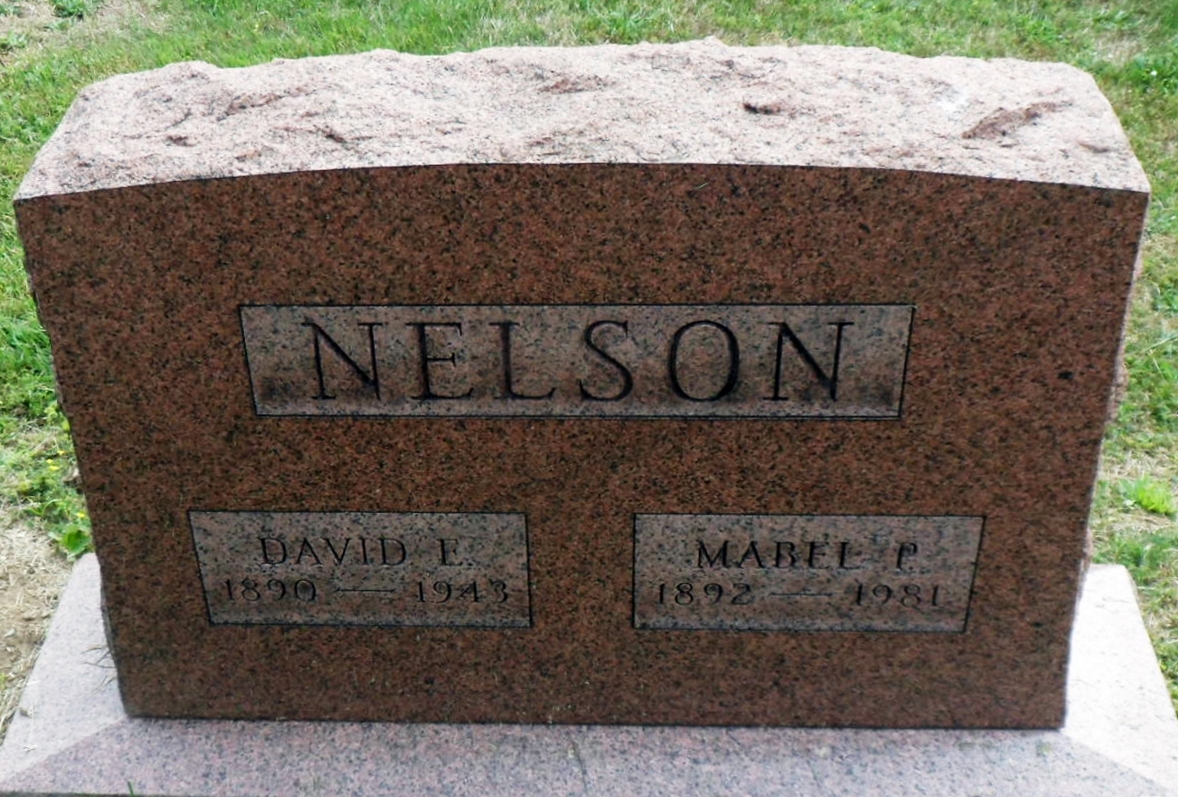 NELSON
DAVID E.
1890 — 1943
MABEL P.
1892 — 1981